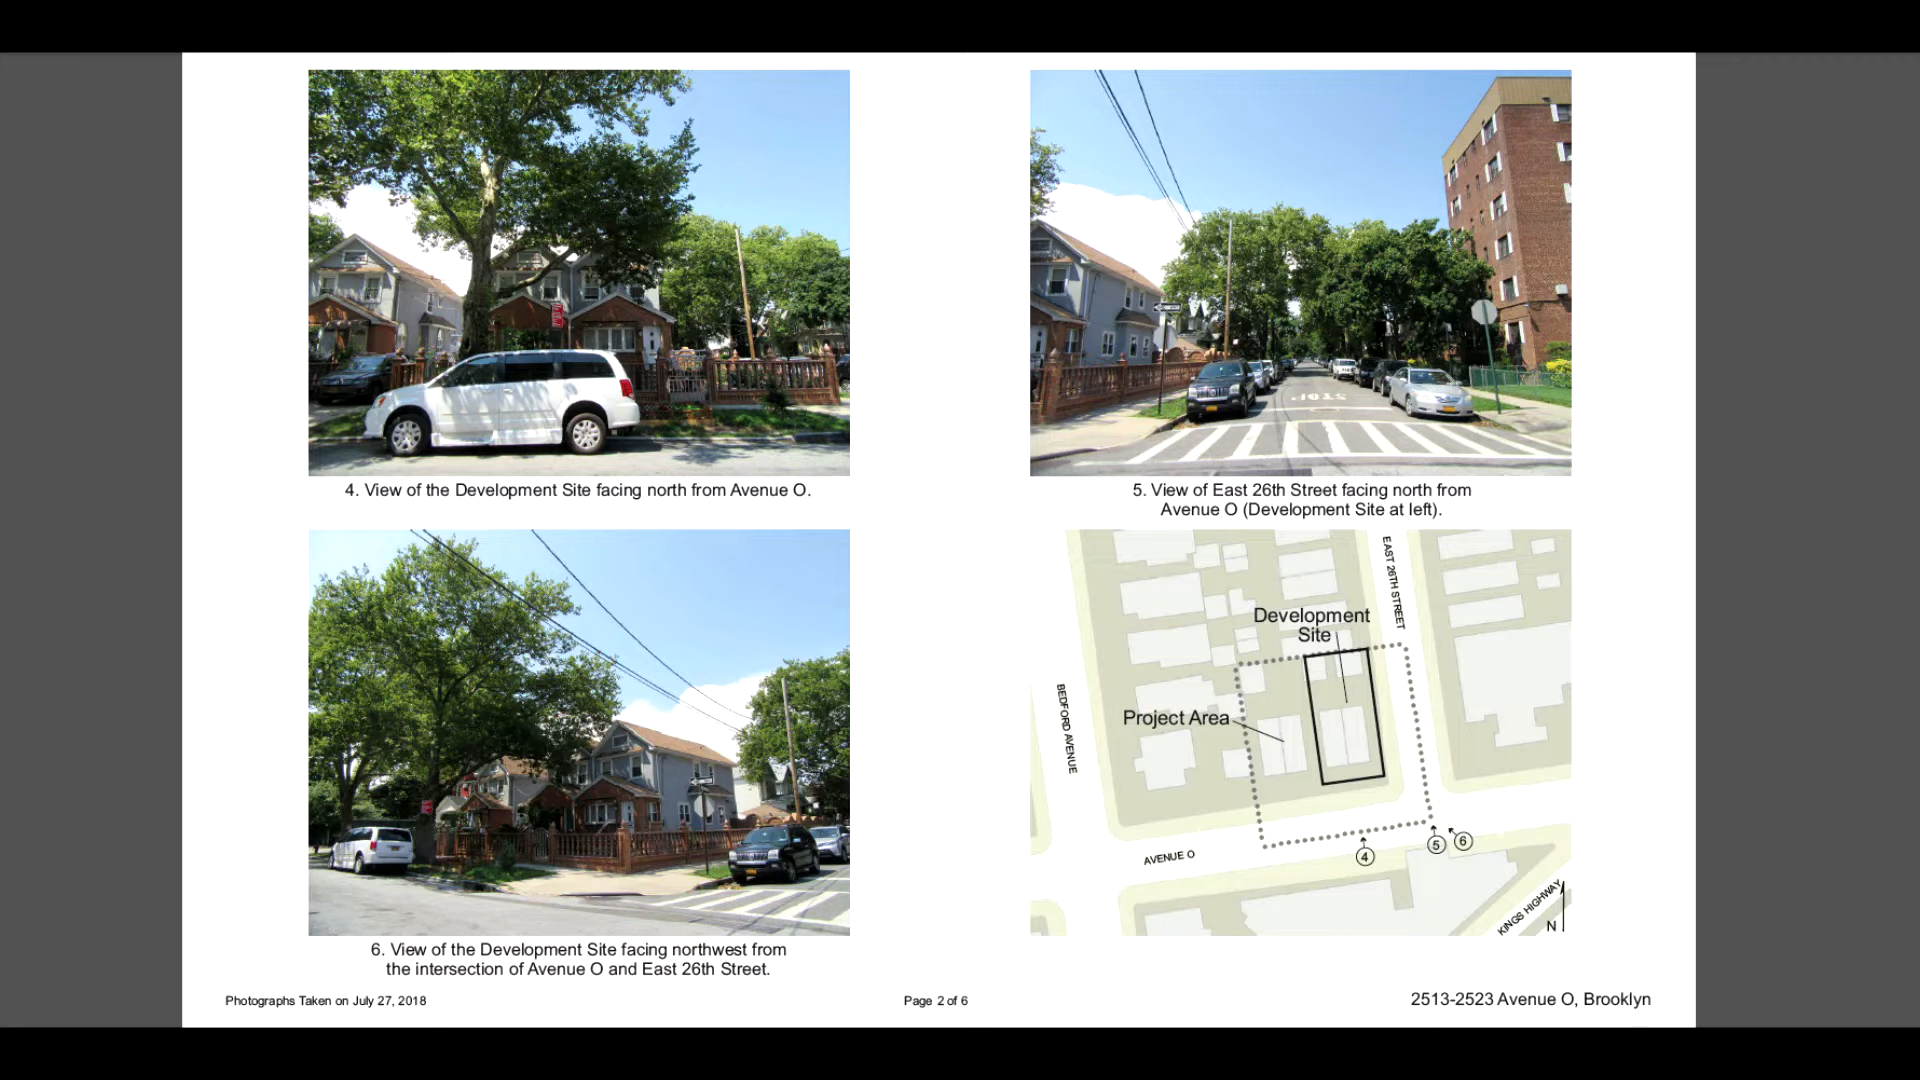 4. View of the Development Site facing north from Avenue O.
STOP
5. View of East 26th Street facing north from
Avenue O (Development Site at left).
6. View of the Development Site facing northwest from
the intersection of Avenue O and East 26th Street.
EAST 26TH STREET
Development
Site
BEDFORD AVENUE
Project Area
AVENUE O
4
5
6
KINGS HIGHWAY
N
Photographs Taken on July 27, 2018
Page 2 of 6
2513-2523 Avenue O, Brooklyn